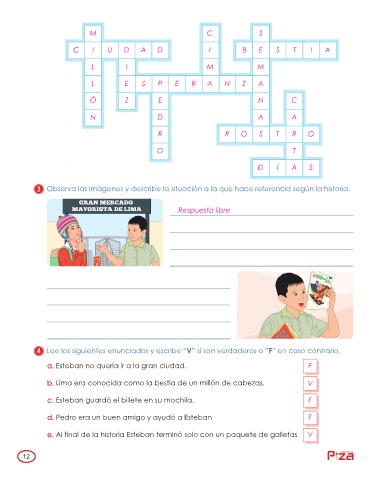 M C S
C I U D A D I B E S T I A
L I M M
L E S P E R A N Z A A
Ó Z E N C
N D A A
R R O S T R O
O T
D Í A S
3 Observa las imágenes y describe la situación a la que hace referencia según la historia.
GRAN MERCADO
MAYORISTA DE LIMA
Respuesta libre
4 Lee los siguientes enunciados y escribe "V" si son verdaderos o "F" en caso contrario.
a. Esteban no quería ir a la gran ciudad. F
b. Lima era conocida como la bestia de un millón de cabezas. V
c. Esteban guardó el billete en su mochila. F
d. Pedro era un buen amigo y ayudó a Esteban F
e. Al final de la historia Esteban terminó solo con un paquete de galletas V
12